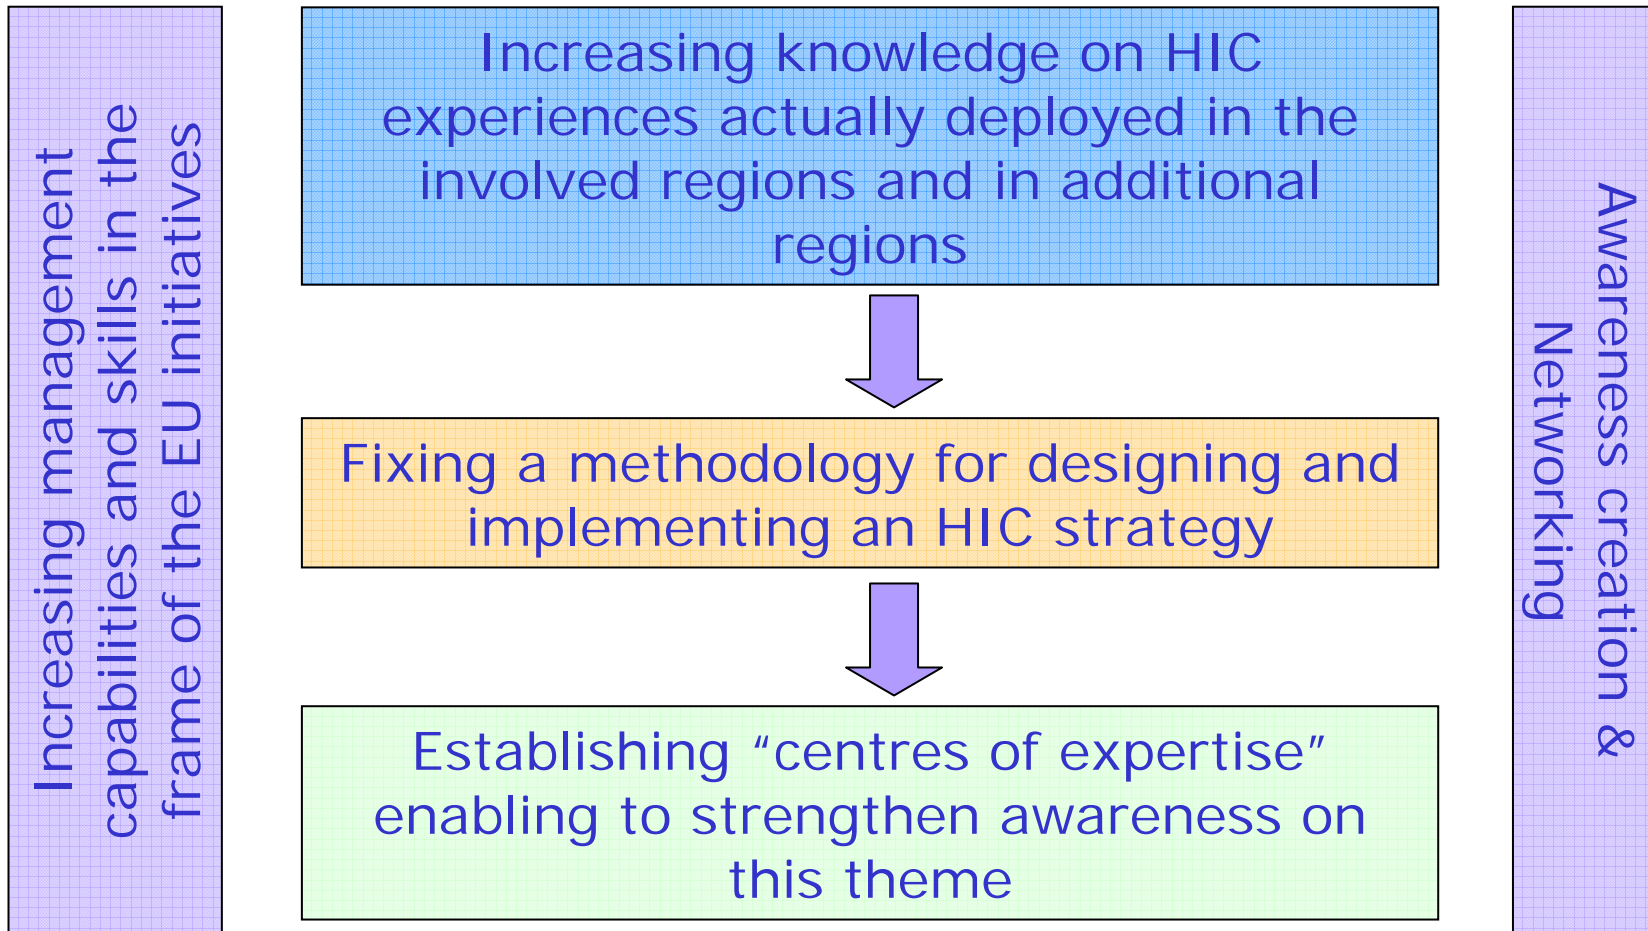 Increasing management
capabilities and skills in the
frame of the EU initiatives
Increasing knowledge on HIC
experiences actually deployed in the
involved regions and in additional
regions
Fixing a methodology for designing and
implementing an HIC strategy
Establishing “centres of expertise”
enabling to strengthen awareness on
this theme
Awareness creation &
Networking